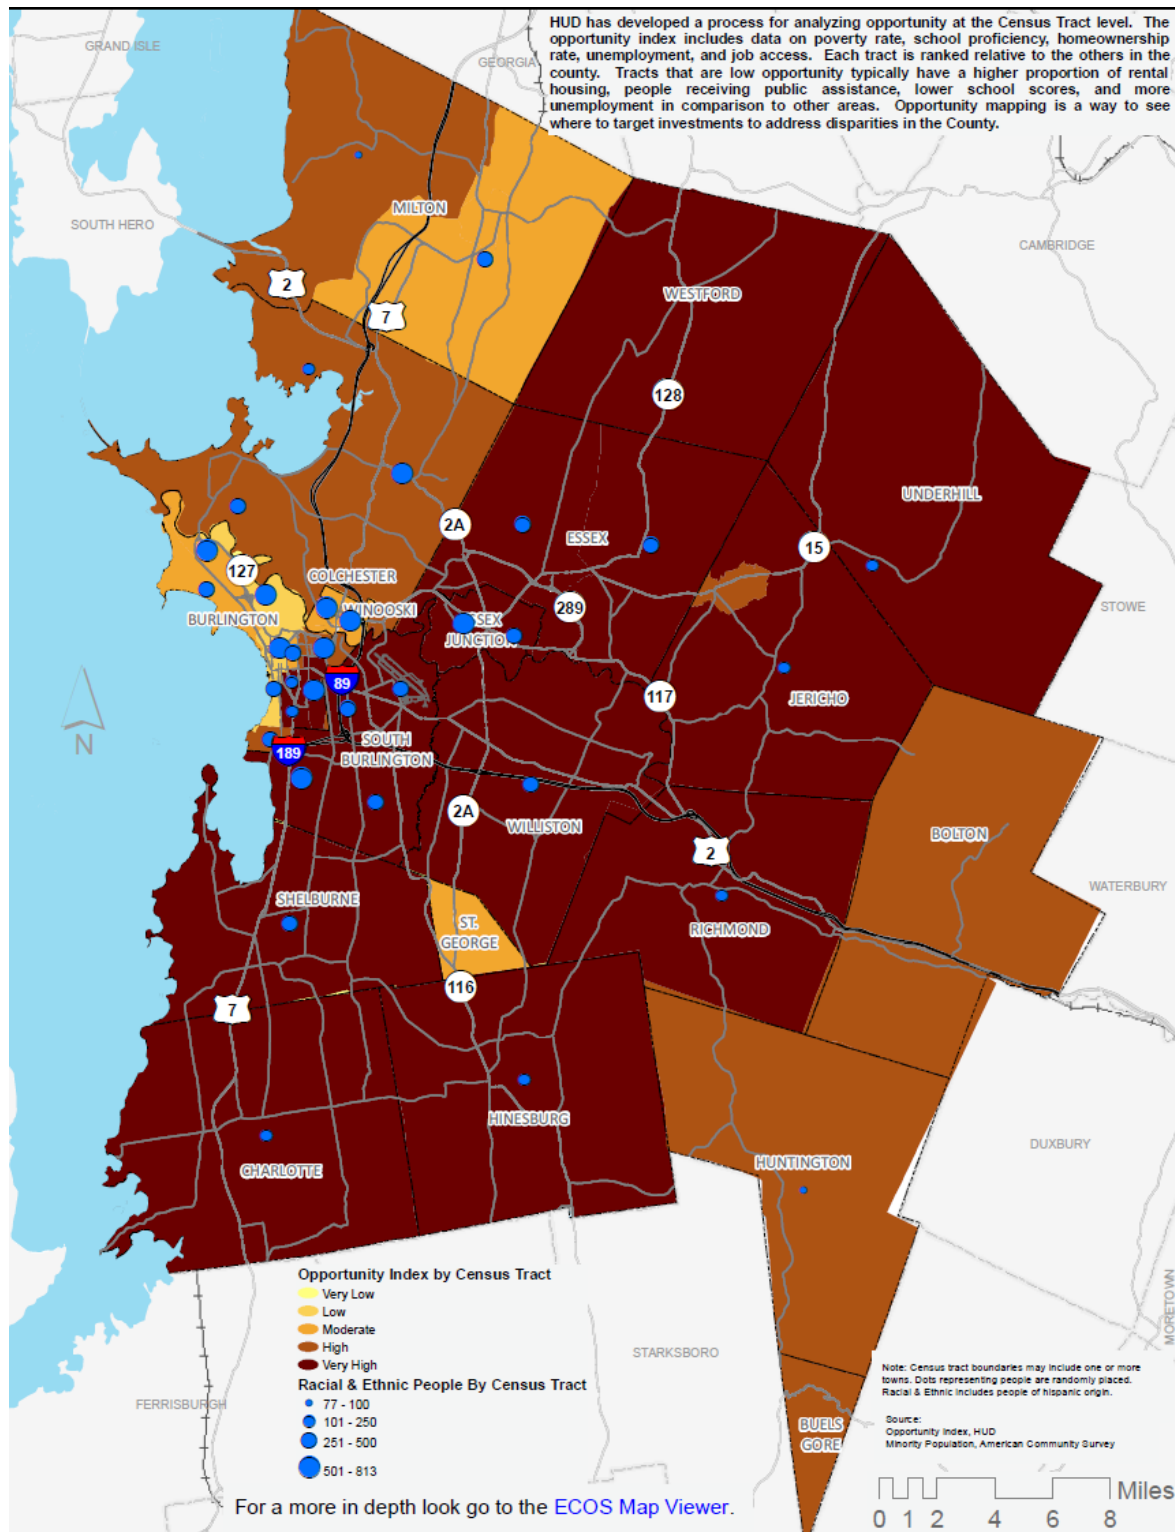 HUD has developed a process for analyzing opportunity at the Census Tract level. The
opportunity index includes data on poverty rate, school proficiency, homeownership
rate, unemployment, and job access. Each tract is ranked relative to the others in the
county. Tracts that are low opportunity typically have a higher proportion of rental
housing, people receiving public assistance, lower school scores, and more
unemployment in comparison to other areas. Opportunity mapping is a way to see
where to target investments to address disparities in the County.
GRAND ISLE
GEORGIA
MILTON
SOUTH HERO
CAMBRIDGE
2
WESTFORD
7
128
UNDERHILL
2A
ESSEX
15
127
COLCHESTER
289
STOWE
BURLINGTON
WINOOSKI
ESSEX
JUNCTION
89
117
JERICHO
N
189
SOUTH
BURLINGTON
2A
WILLISTON
2
BOLTON
WATERBURY
SHELBURNE
ST.
GEORGE
RICHMOND
116
7
HINESBURG
DUXBURY
HUNTINGTON
CHARLOTTE
Opportunity Index by Census Tract
Very Low
Low
Moderate
High
Very High
Racial & Ethnic People By Census Tract
77 - 100
101 - 250
251 - 500
501 - 813
MORETOWN
STARKSBORO
FERRISBURGH
Note: Census tract boundaries may include one or more
towns. Dots representing people are randomly placed.
Racial & Ethnic includes people of hispanic origin.
Source:
Opportunity Index, HUD
Minority Population, American Community Survey
BUELS
GORE
For a more in depth look go to the ECOS Map Viewer.
Miles
0 1 2 4 6 8